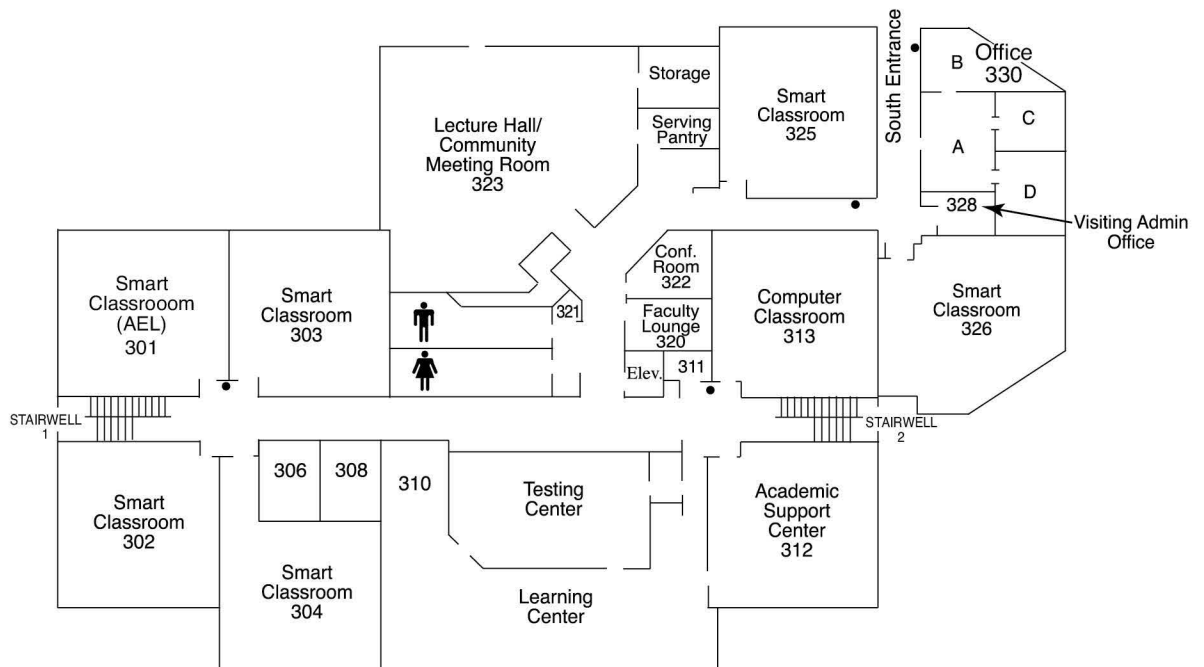 South Entrance
B
Office
330
Storage
Smart
Classroom
325
Serving
Pantry
Lecture Hall/
Community
Meeting Room
323
C
A
D
328
Visiting Admin
Office
Conf.
Room
322
Smart
Classrooom
(AEL)
301
Smart
Classroom
303
Computer
Classroom
313
Smart
Classroom
326
321
Faculty
Lounge
320
Elev.
311
STAIRWELL
1
STAIRWELL
2
306
308
310
Testing
Center
Academic
Support
Center
312
Smart
Classroom
302
Smart
Classroom
304
Learning
Center